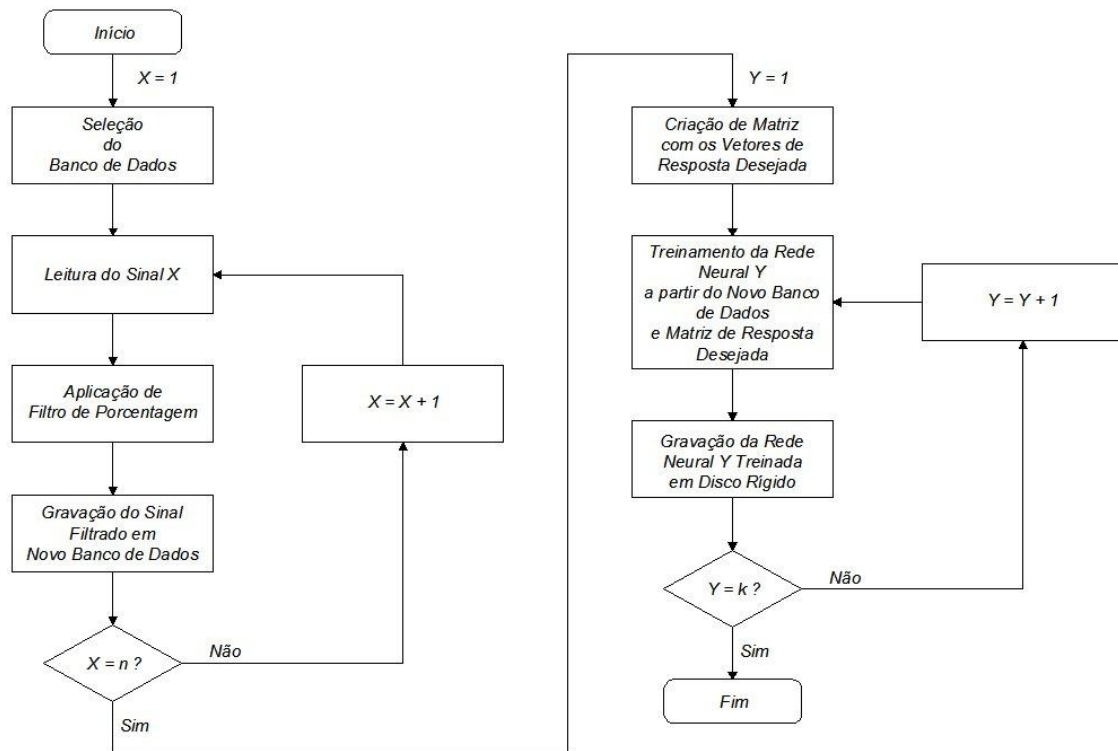 Início
X = 1
Seleção
do
Banco de Dados
Leitura do Sinal X
Aplicação de
Filtro de Porcentagem
X = X + 1
Gravação do Sinal
Filtrado em
Novo Banco de Dados
X = n ?
Não
Sim
Y = 1
Criação de Matriz
com os Vetores de
Resposta Desejada
Treinamento da Rede
Neural Y
a partir do Novo Banco
de Dados
e Matriz de Resposta
Desejada
Y = Y + 1
Gravação da Rede
Neural Y Treinada
em Disco Rígido
Y = k ?
Não
Sim
Fim